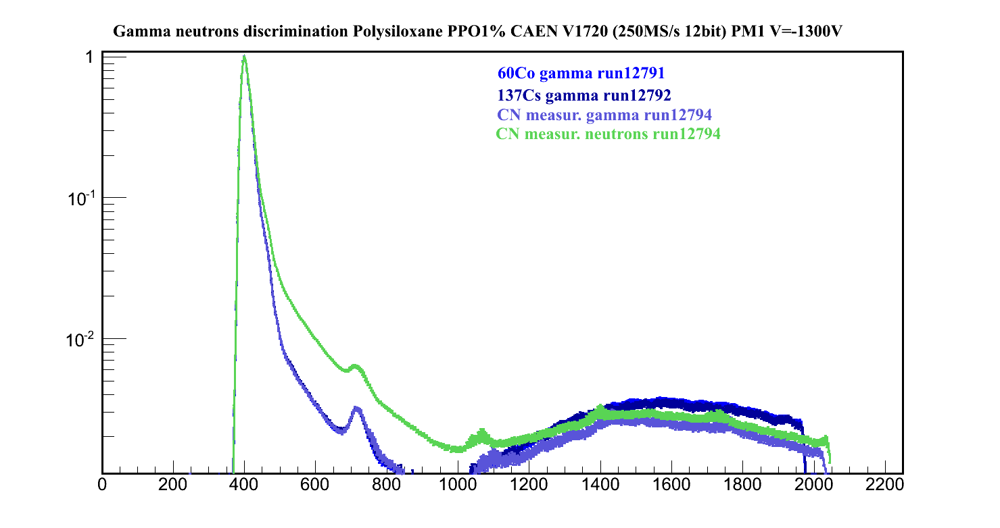 Gamma neutrons discrimination Polysiloxane PPO1% CAEN V1720 (250MS/s 12bit) PM1 V=-1300V
60Co gamma run12791
137Cs gamma run12792
CN measur. gamma run12794
CN measur. neutrons run12794
1
10-1
10-2
0 200 400 600 800 1000 1200 1400 1600 1800 2000 2200